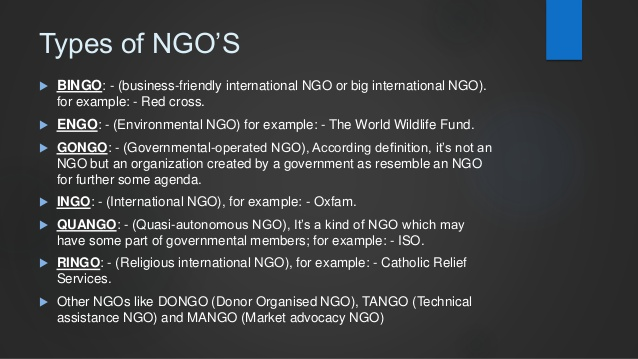 Types of NGO’S
BINGO: - (business-friendly international NGO or big international NGO).
for example: - Red cross.
ENGO: - (Environmental NGO) for example: - The World Wildlife Fund.
GONGO: - (Governmental-operated NGO), According definition, it’s not an
NGO but an organization created by a government as resemble an NGO
for further some agenda.
INGO: - (International NGO), for example: - Oxfam.
QUANGO: - (Quasi-autonomous NGO), It’s a kind of NGO which may
have some part of governmental members; for example: - ISO.
RINGO: - (Religious international NGO), for example: - Catholic Relief
Services.
Other NGOs like DONGO (Donor Organised NGO), TANGO (Technical
assistance NGO) and MANGO (Market advocacy NGO)